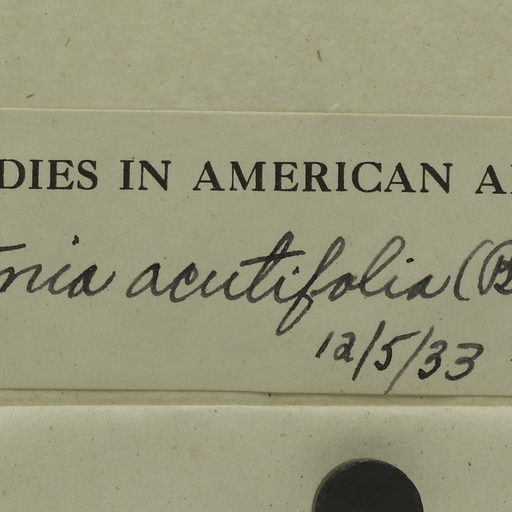 DIES IN AMERICAN A
nia acutifolia (B
12/5/33